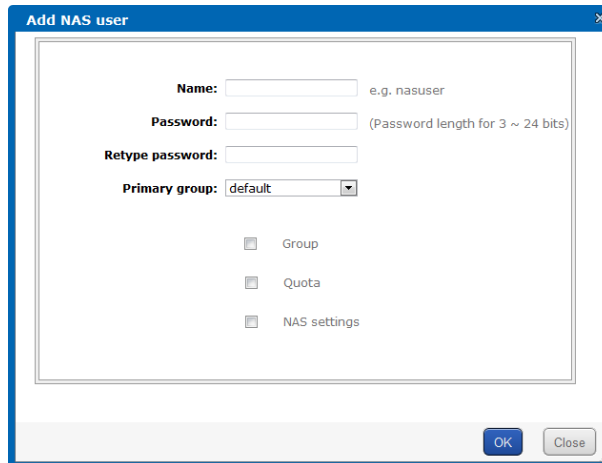 Add NAS user
Name: e.g. nasuser
Password: (Password length for 3 ~ 24 bits)
Retype password:
Primary group: default
Group
Quota
NAS settings
OK Close